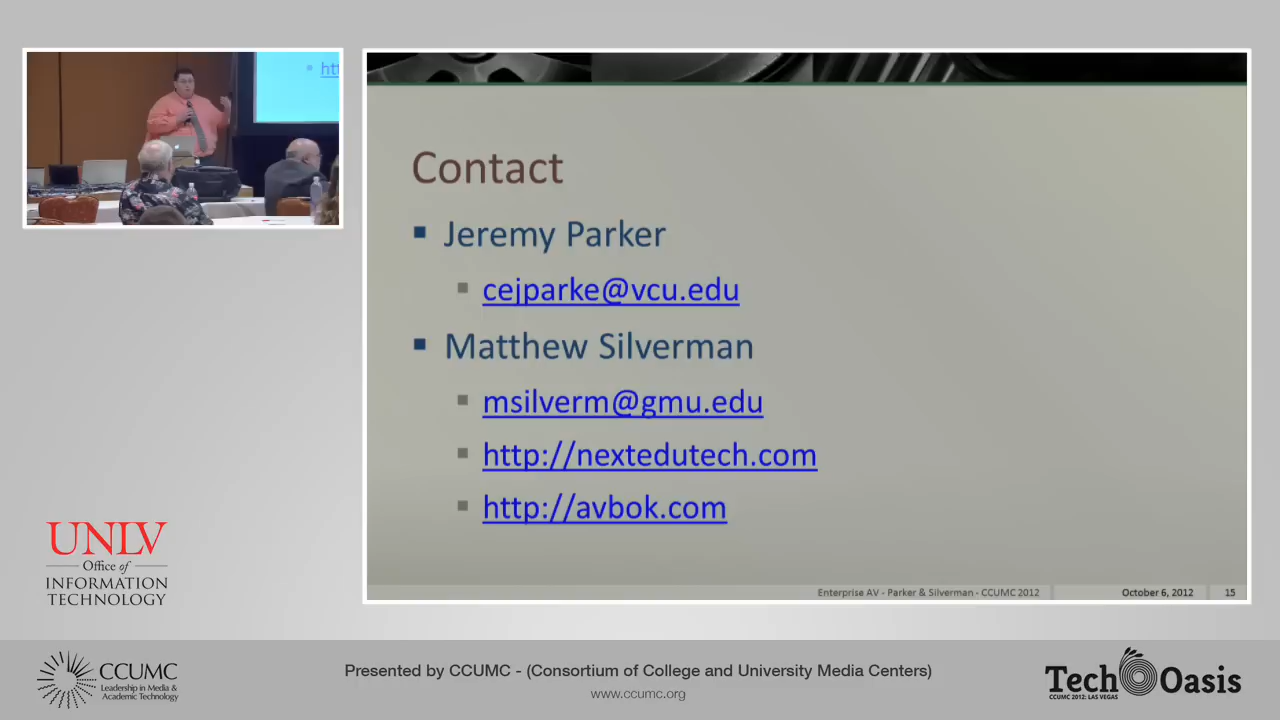 htt
Contact
Jeremy Parker
cejparke@vcu.edu
Matthew Silverman
msilverm@gmu.edu
http://nextedutech.com
http://avbok.com
Enterprise AV - Parker & Silverman - CCUMC 2012
October 6, 2012
15
UNLV
Office of
INFORMATION
TECHNOLOGY
CCUMC
Leadership in Media &
Academic Technology
Presented by CCUMC - (Consortium of College and University Media Centers)
www.ccumc.org
Tech Oasis
CCUMC 2012: LAS VEGAS